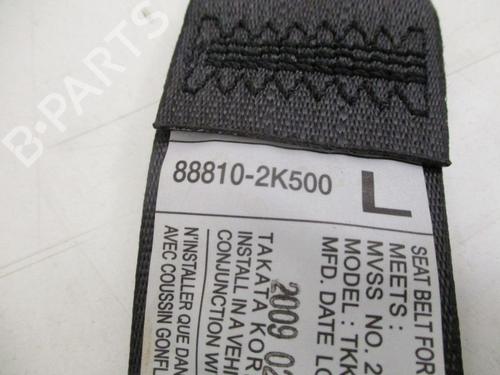 B-PARTS
88810-2K500
L
SEAT BELT FOR
MEETS :
MVSS NO. 2
MODEL : TKK
MFD. DATE LO
2009 02
TAKATA KOR
INSTALL IN A VEHI
CONJUNCTION WI
N'INSTALLER QUE DAN
AVEC COUSSIN GONFL